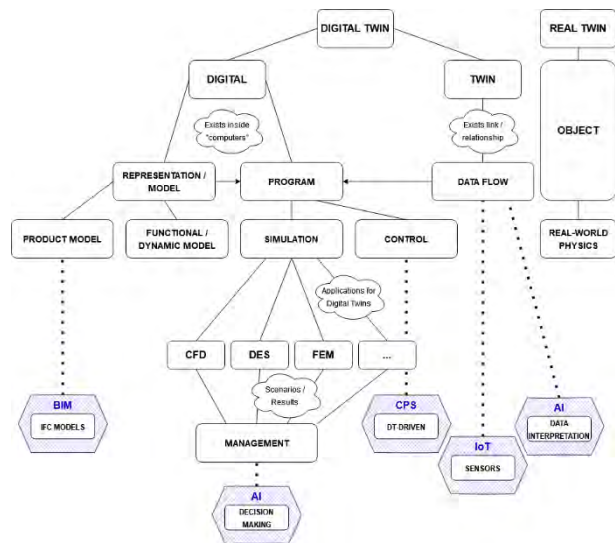 DIGITAL TWIN
REAL TWIN
DIGITAL
TWIN
Exists inside
"computers"
Exists link /
relationship
OBJECT
REPRESENTATION /
MODEL
PROGRAM
DATA FLOW
PRODUCT MODEL
FUNCTIONAL /
DYNAMIC MODEL
SIMULATION
CONTROL
REAL-WORLD
PHYSICS
Applications for
Digital Twins
CFD
DES
FEM
...
Scenarios /
Results
BIM
IFC MODELS
CPS
DT-DRIVEN
AI
DATA
INTERPRETATION
MANAGEMENT
IoT
SENSORS
AI
DECISION
MAKING